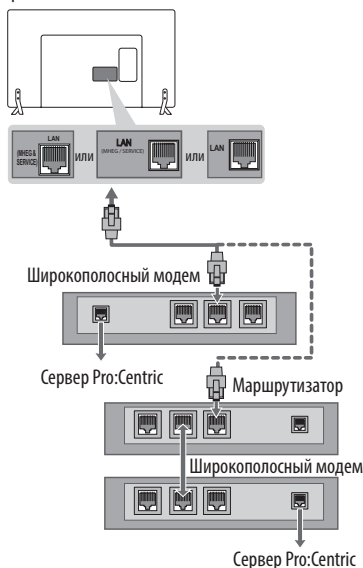 LAN
(MHEG &
SERVICE)
или
LAN
(MHEG / SERVICE)
или
LAN
Широкополосный модем
Сервер Pro:Centric
Маршрутизатор
Широкополосный модем
Сервер Pro:Centric